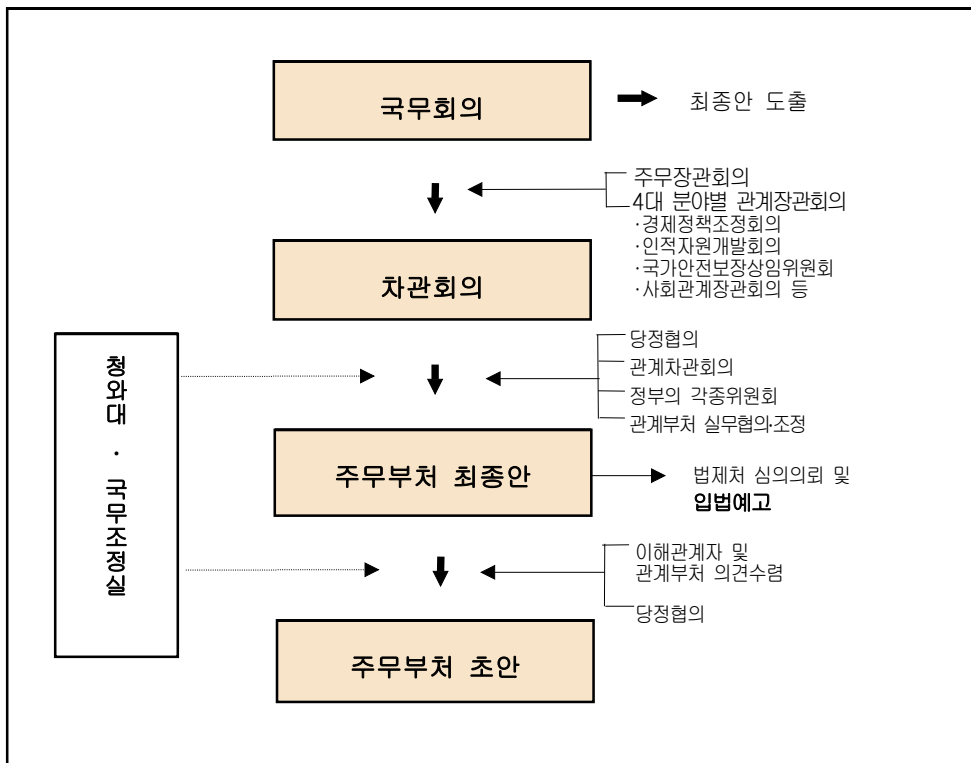 국무회의
최종안 도출
주무장관회의
4대 분야별 관계장관회의
·경제정책조정회의
·인적자원개발회의
·국가안전보장상임위원회
·사회관계장관회의 등
차관회의
당정협의
관계차관회의
정부의 각종위원회
관계부처 실무협의·조정
청와대 · 국무조정실
주무부처 최종안
법제처 심의의뢰 및
입법예고
이해관계자 및
관계부처 의견수렴
당정협의
주무부처 초안